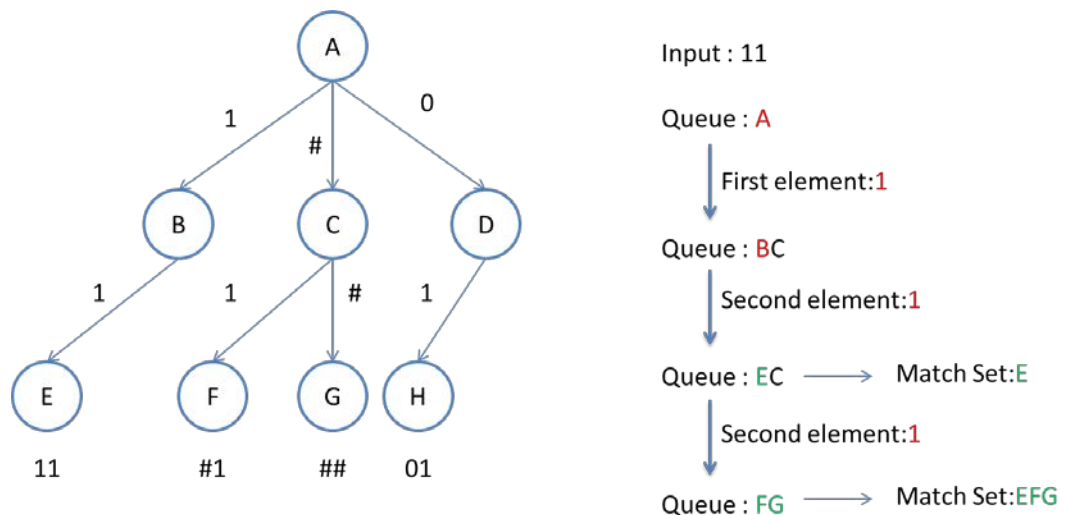 A
1
#
0
B
C
D
1
1
#
1
E
F
G
H
11
#1
##
01
Input : 11
Queue : A
First element:1
Queue : BC
Second element:1
Queue : EC
Match Set:E
Second element:1
Queue : FG
Match Set:EFG